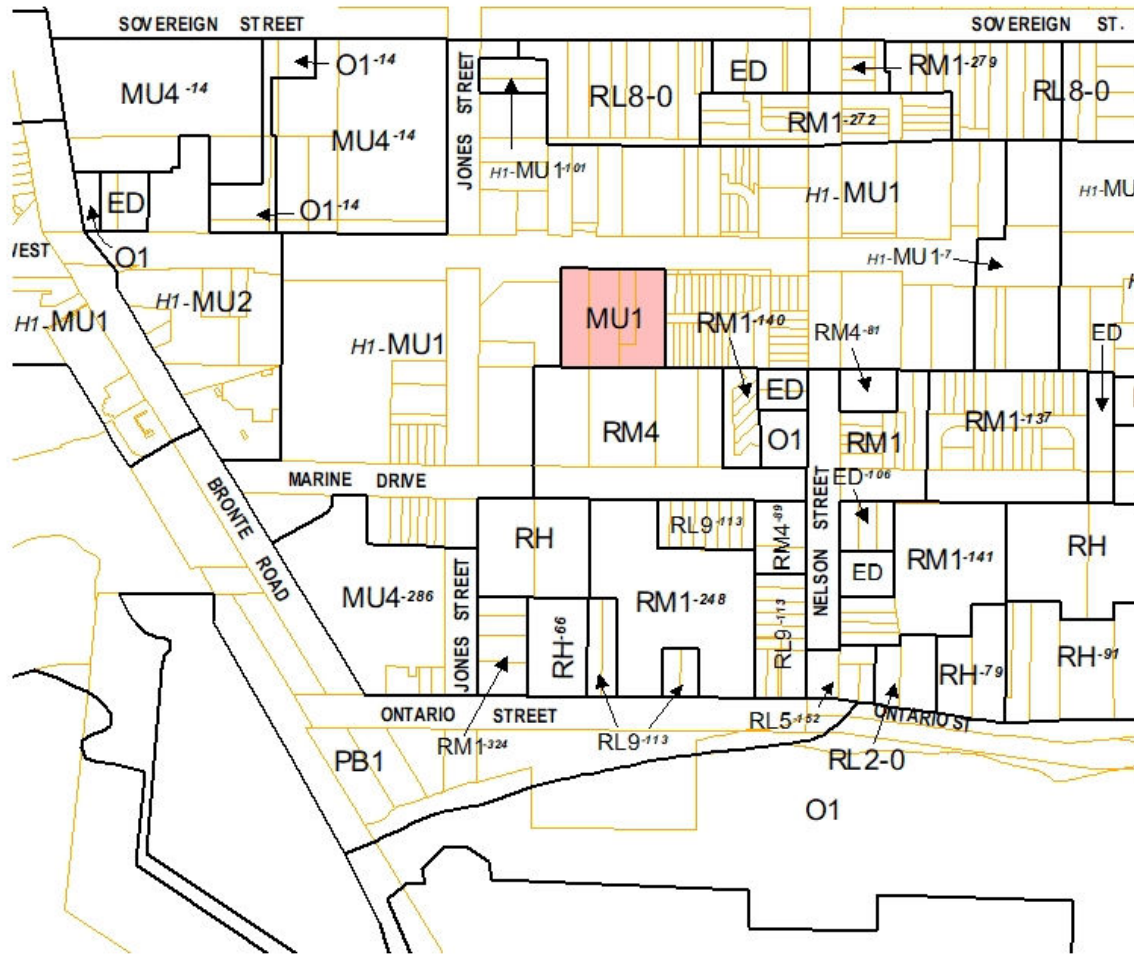 SOVEREIGN STREET
SOVEREIGN ST.
O1-14
MU4-14
ED
RM1-279
RL8-0
RL8-0
RM1-272
MU4-14
JONES STREET
H1-MU1-101
ED
O1-14
H1-MU1
H1-MU
O1
WEST
H1-MU2
H1-MU1
H1-MU1-7
H
MU1
RM1-140
RM4-81
ED
H1-MU1
ED
RM4
O1
RM1
RM1-137
MARINE DRIVE
ED-106
BRONTE ROAD
RH
RL9-113
RM4-89
NELSON STREET
RM1-141
RH
ED
MU4-286
JONES STREET
RH-66
RM1-248
RL9-113
RH-79
RH-91
ONTARIO STREET
RL5-152
ONTARIO ST
RM1-324
RL9-113
PB1
RL2-0
O1